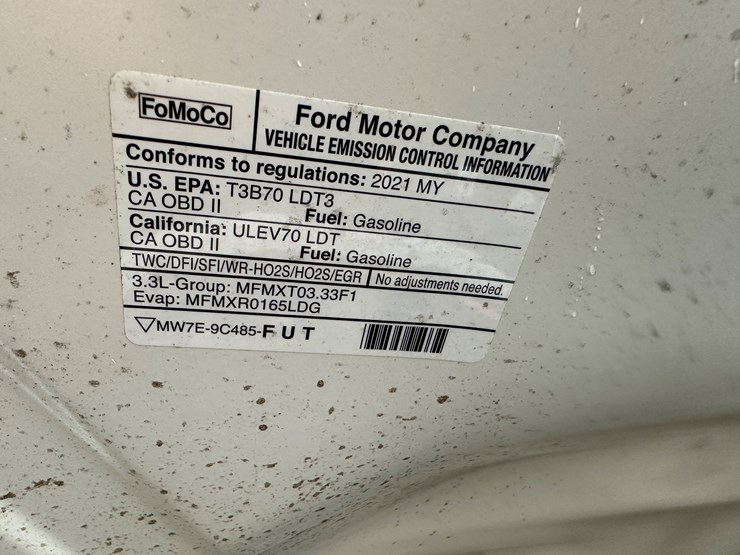 FoMoCo
Ford Motor Company
VEHICLE EMISSION CONTROL INFORMATION
Conforms to regulations: 2021 MY
U.S. EPA: T3B70 LDT3
CA OBD II Fuel: Gasoline
California: ULEV70 LDT
CA OBD II Fuel: Gasoline
TWC/DFI/SFI/WR-HO2S/HO2S/EGR No adjustments needed.
3.3L-Group: MFMXT03.33F1
Evap: MFMXR0165LDG
▽MW7E-9C485-F U T